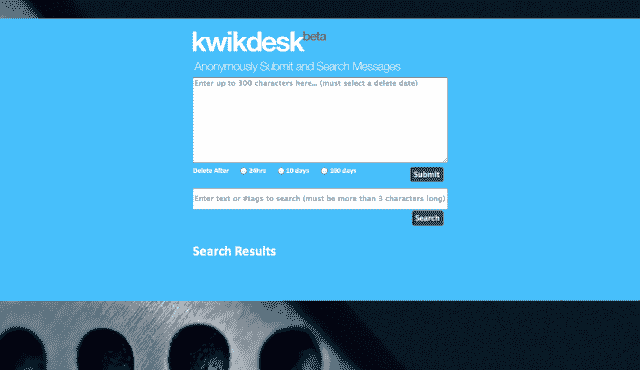 kwikdesk beta
Anonymously Submit and Search Messages
Enter up to 300 characters here... (must select a delete date)
Delete After 24hrs 10 days 100 days
Submit
Enter text or #tags to search (must be more than 3 characters long)
Search
Search Results